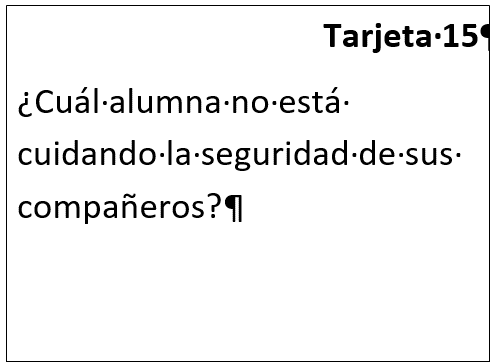 Tarjeta·15¶
¿Cuál·alumna·no·está·
cuidando·la·seguridad·de·sus·
compañeros?¶